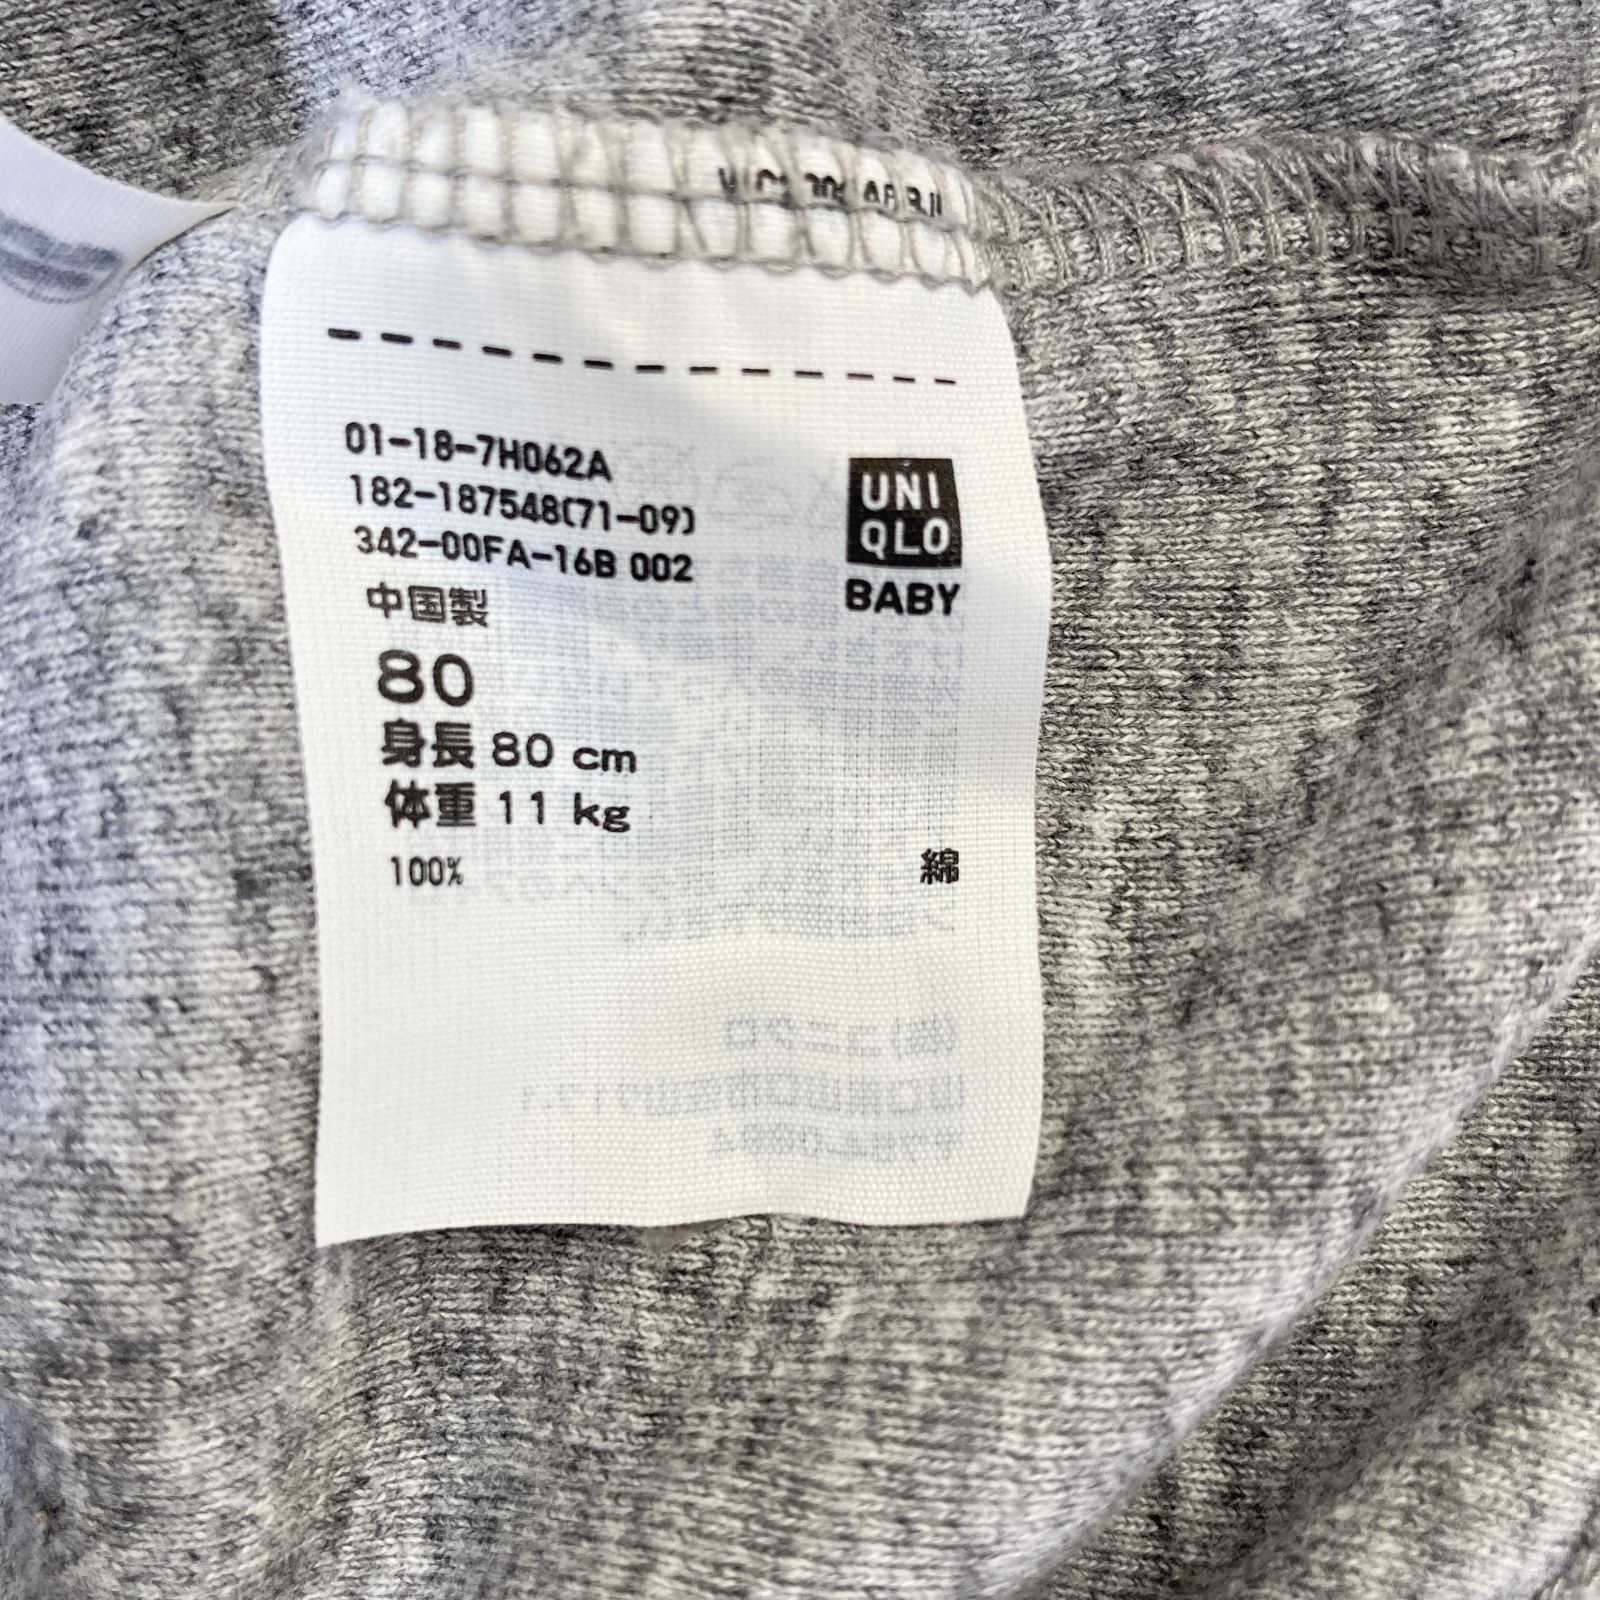 01-18-7H062A
182-187548(71-09)
342-00FA-16B 002
UNI
QLO
BABY
中国製
80
身長 80 cm
体重 11 kg
100% 綿